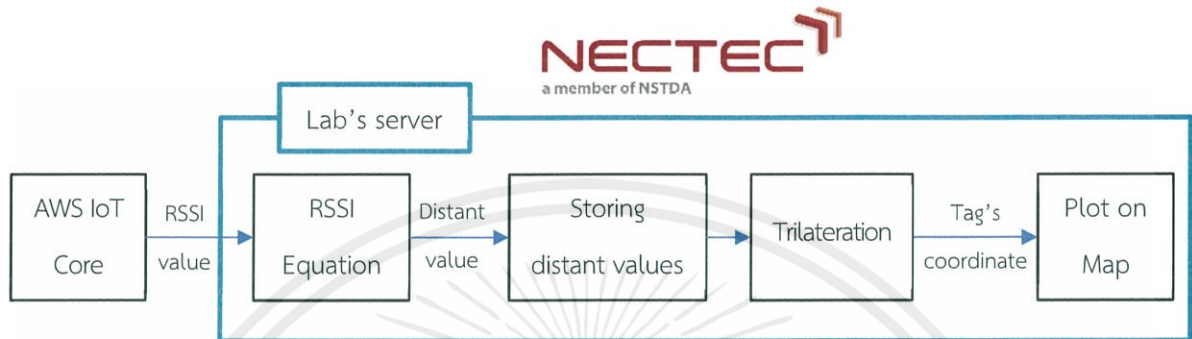 NECTEC
a member of NSTDA
Lab's server
AWS IoT
Core
RSSI
value
RSSI
Equation
Distant
value
Storing
distant values
Trilateration
Tag's
coordinate
Plot on
Map